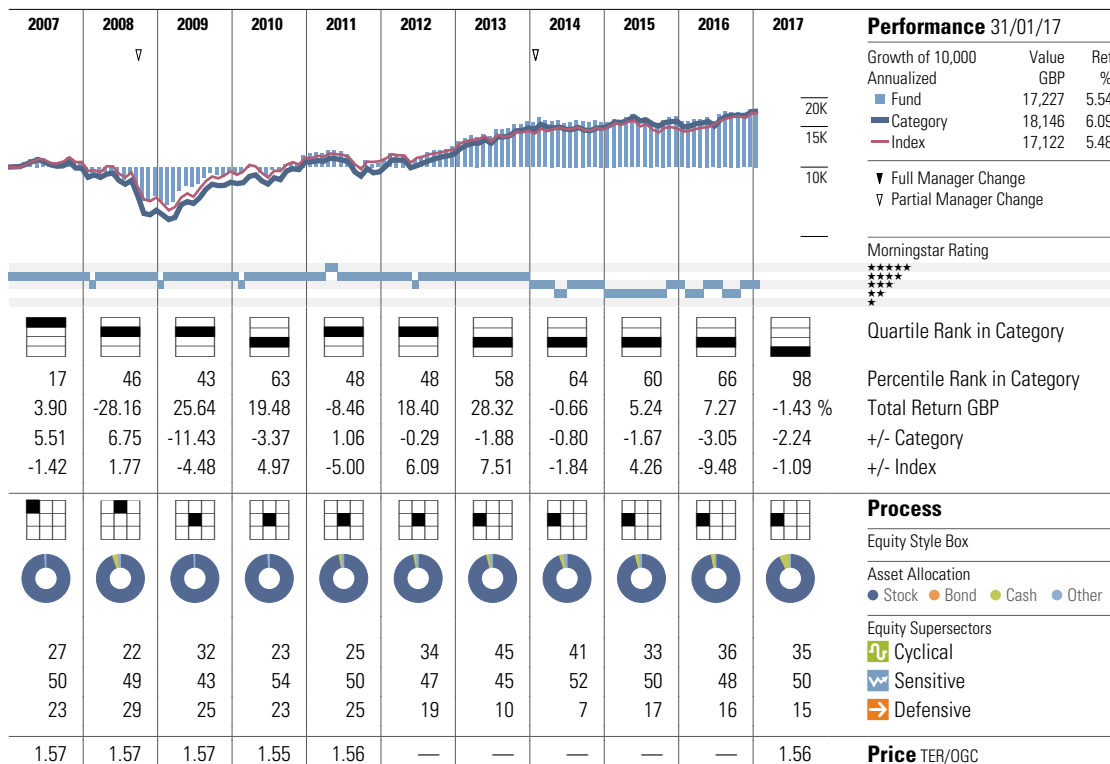 2007 2008 2009 2010 2011 2012 2013 2014 2015 2016 2017
Performance 31/01/17
Growth of 10,000 Value Ret
Annualized GBP %
Fund 17,227 5.54
Category 18,146 6.09
Index 17,122 5.48
20K
15K
10K
Full Manager Change
Partial Manager Change
Morningstar Rating
★★★★★
★★★★
★★★
★★
★
Quartile Rank in Category
17 46 43 63 48 48 58 64 60 66 98 Percentile Rank in Category
3.90 -28.16 25.64 19.48 -8.46 18.40 28.32 -0.66 5.24 7.27 -1.43 % Total Return GBP
5.51 6.75 -11.43 -3.37 1.06 -0.29 -1.88 -0.80 -1.67 -3.05 -2.24 +/- Category
-1.42 1.77 -4.48 4.97 -5.00 6.09 7.51 -1.84 4.26 -9.48 -1.09 +/- Index
Process
Equity Style Box
Asset Allocation
Stock Bond Cash Other
Equity Supersectors
27 22 32 23 25 34 45 41 33 36 35 Cyclical
50 49 43 54 50 47 45 52 50 48 50 Sensitive
23 29 25 23 25 19 10 7 17 16 15 Defensive
1.57 1.57 1.57 1.55 1.56 — — — — — 1.56 Price TER/OGC